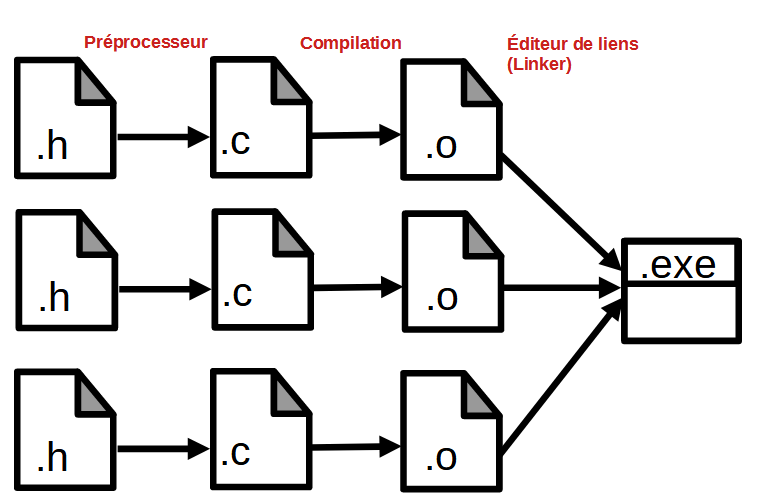 Préprocesseur
Compilation
Éditeur de liens
(Linker)
.h
.c
.o
.h
.c
.o
.exe
.h
.c
.o